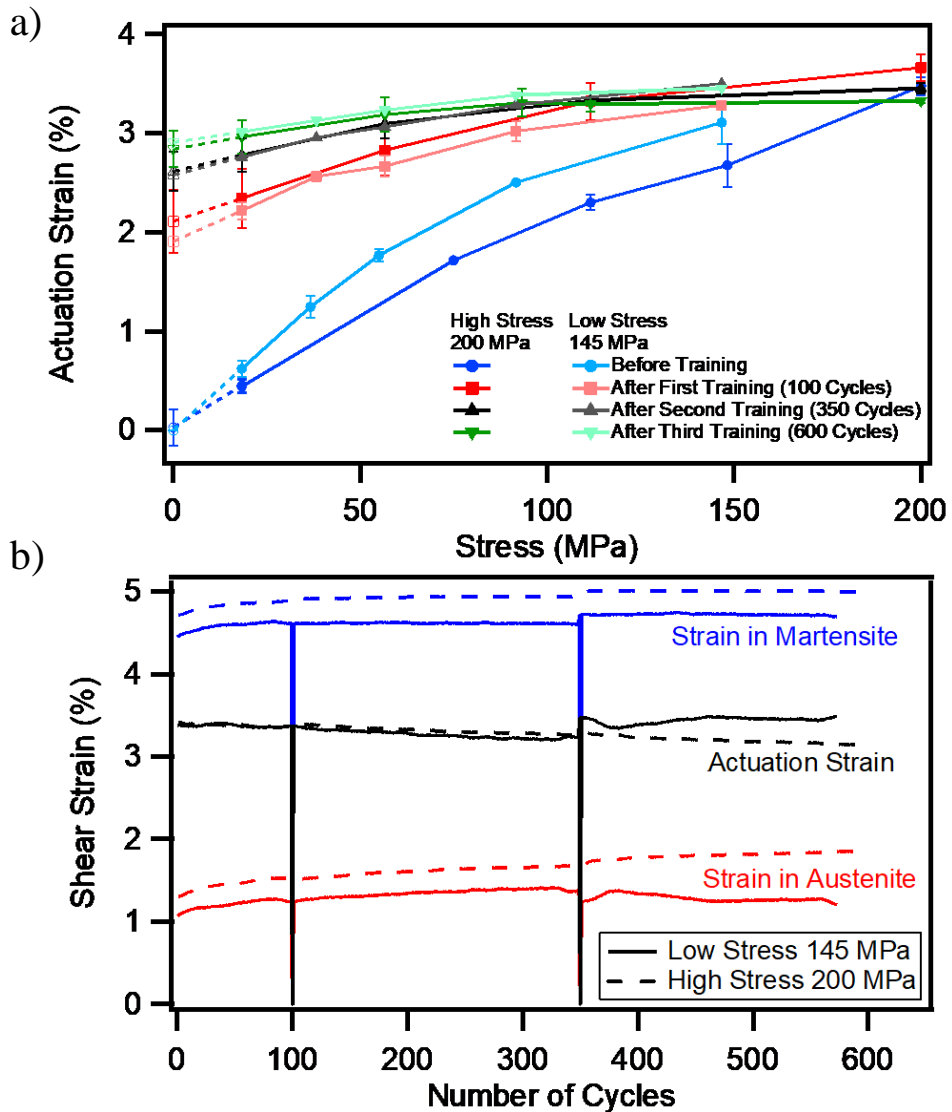 a)
Actuation Strain (%)
4
3
2
1
0
High Stress Low Stress
200 MPa 145 MPa
Before Training
After First Training (100 Cycles)
After Second Training (350 Cycles)
After Third Training (600 Cycles)
0 50 100 150 200
Stress (MPa)
b)
Shear Strain (%)
5
4
3
2
1
0
Strain in Martensite
Actuation Strain
Strain in Austenite
Low Stress 145 MPa
High Stress 200 MPa
0 100 200 300 400 500 600
Number of Cycles